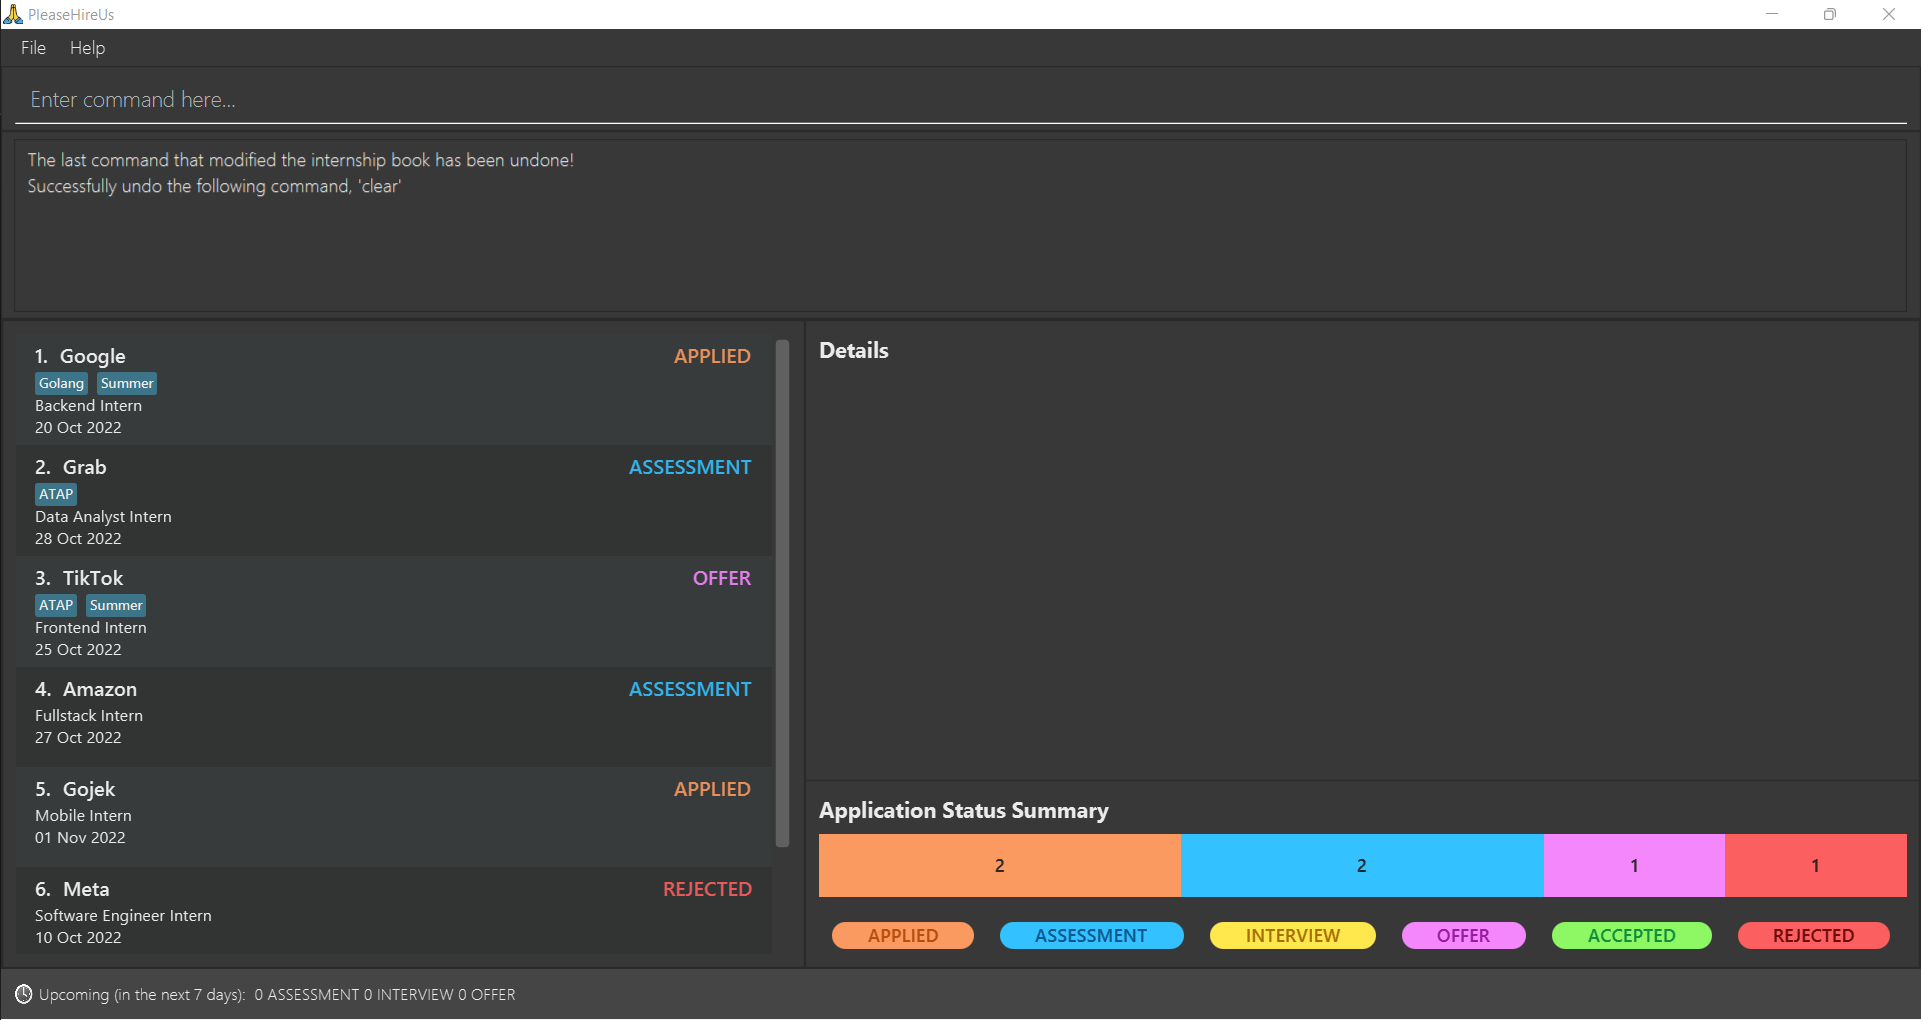 PleaseHireUs
File Help
Enter command here...
The last command that modified the internship book has been undone!
Successfully undo the following command, 'clear'
1. Google APPLIED
Golang Summer
Backend Intern
20 Oct 2022
2. Grab ASSESSMENT
ATAP
Data Analyst Intern
28 Oct 2022
3. TikTok OFFER
ATAP Summer
Frontend Intern
25 Oct 2022
4. Amazon ASSESSMENT
Fullstack Intern
27 Oct 2022
5. Gojek APPLIED
Mobile Intern
01 Nov 2022
6. Meta REJECTED
Software Engineer Intern
10 Oct 2022
Details
Application Status Summary
2 2 1 1
APPLIED ASSESSMENT INTERVIEW OFFER ACCEPTED REJECTED
Upcoming (in the next 7 days): 0 ASSESSMENT 0 INTERVIEW 0 OFFER